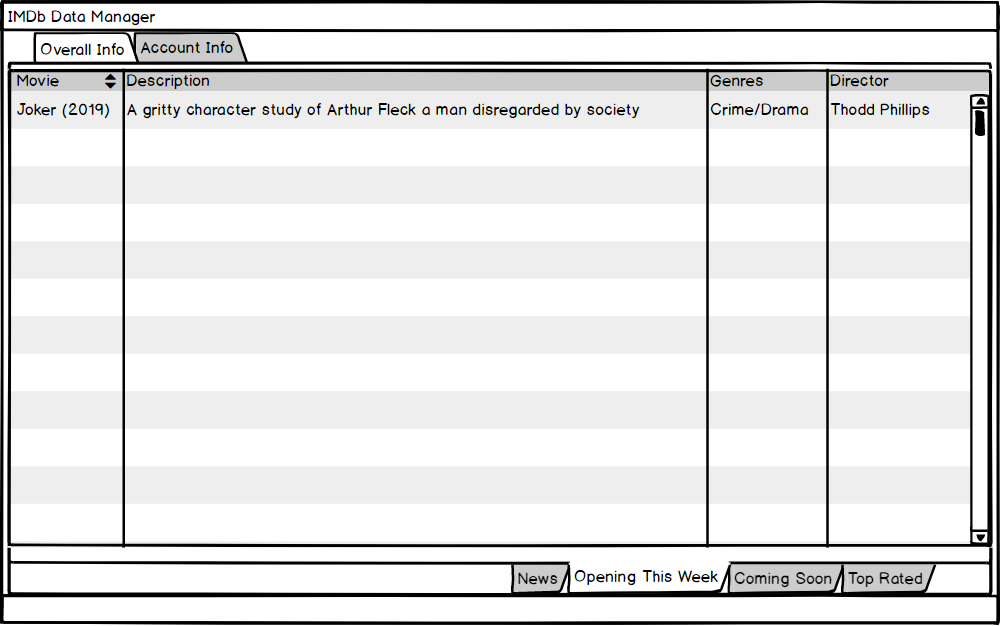 IMDb Data Manager
Overall Info Account Info
Movie Description Genres Director
Joker (2019) A gritty character study of Arthur Fleck a man disregarded by society Crime/Drama Thodd Phillips
News Opening This Week Coming Soon Top Rated